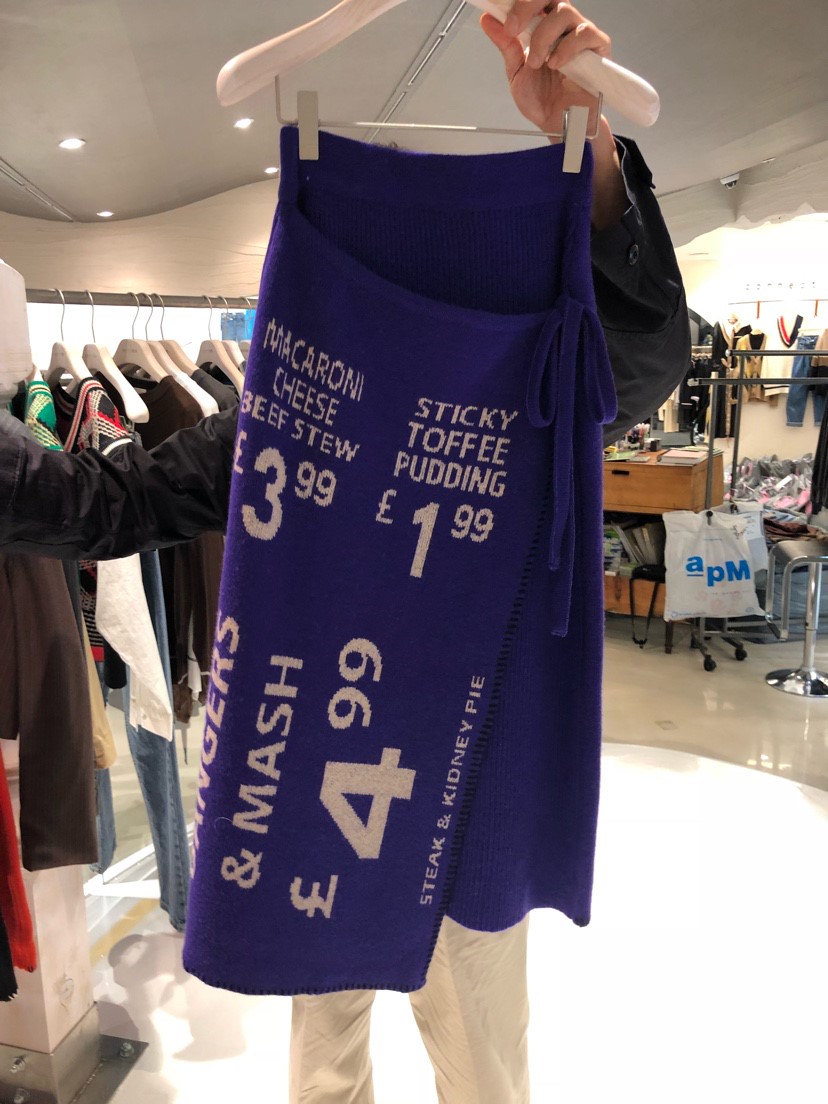 MACARONI
CHEESE
BEEF STEW
£3 99
STICKY
TOFFEE
PUDDING
£1 99
& MASH
£4 99
STEAK & KIDNEY PIE
apM